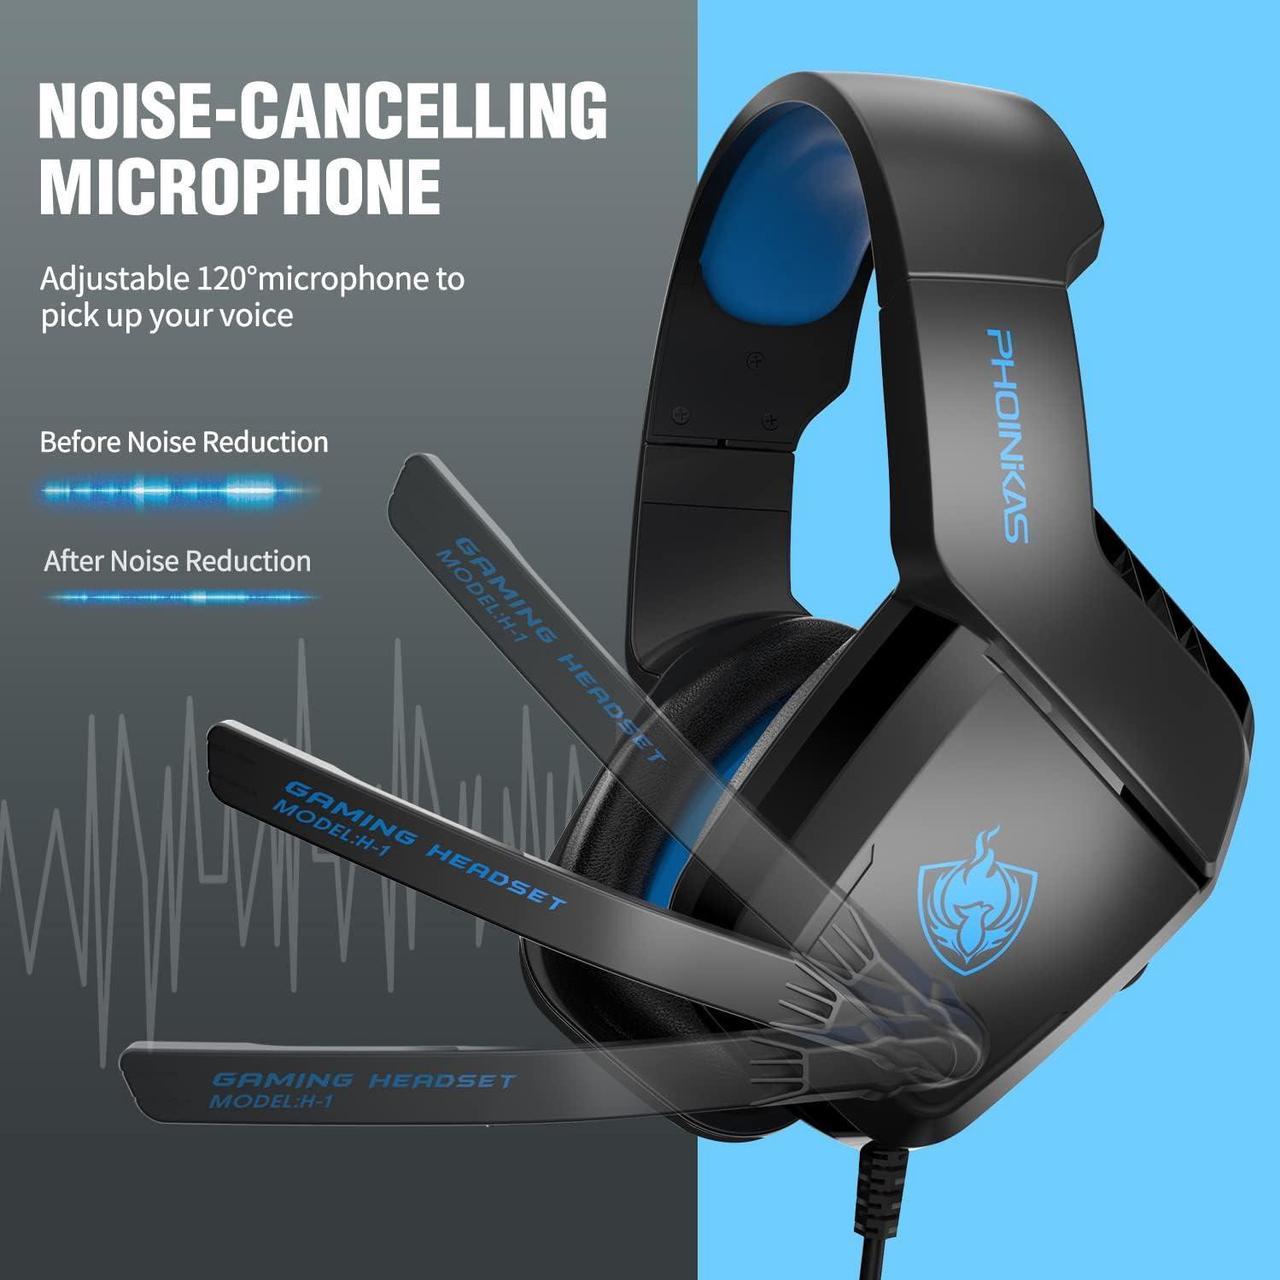 NOISE-CANCELLING
MICROPHONE
Adjustable 120°microphone to
pick up your voice
Before Noise Reduction
After Noise Reduction
PHOINIKAS
GAMING HEADSET
MODEL:H-1
GAMING HEADSET
MODEL:H-1
GAMING HEADSET
MODEL:H-1